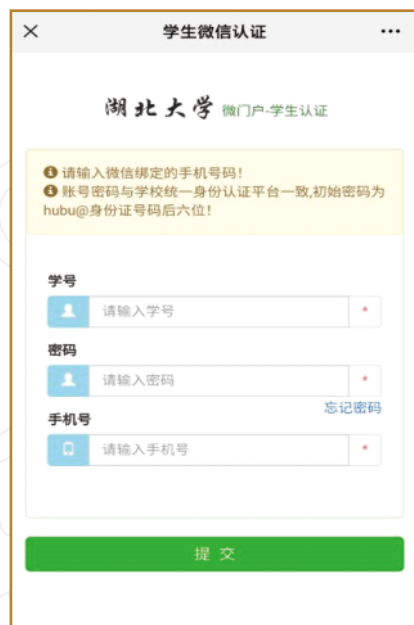 学生微信认证
湖北大学 微门户-学生认证
请输入微信绑定的手机号码!
账号密码与学校统一身份认证平台一致,初始密码为
hubu@身份证号码后六位!
学号
请输入学号 *
密码
请输入密码 *
忘记密码
手机号
请输入手机号 *
提 交